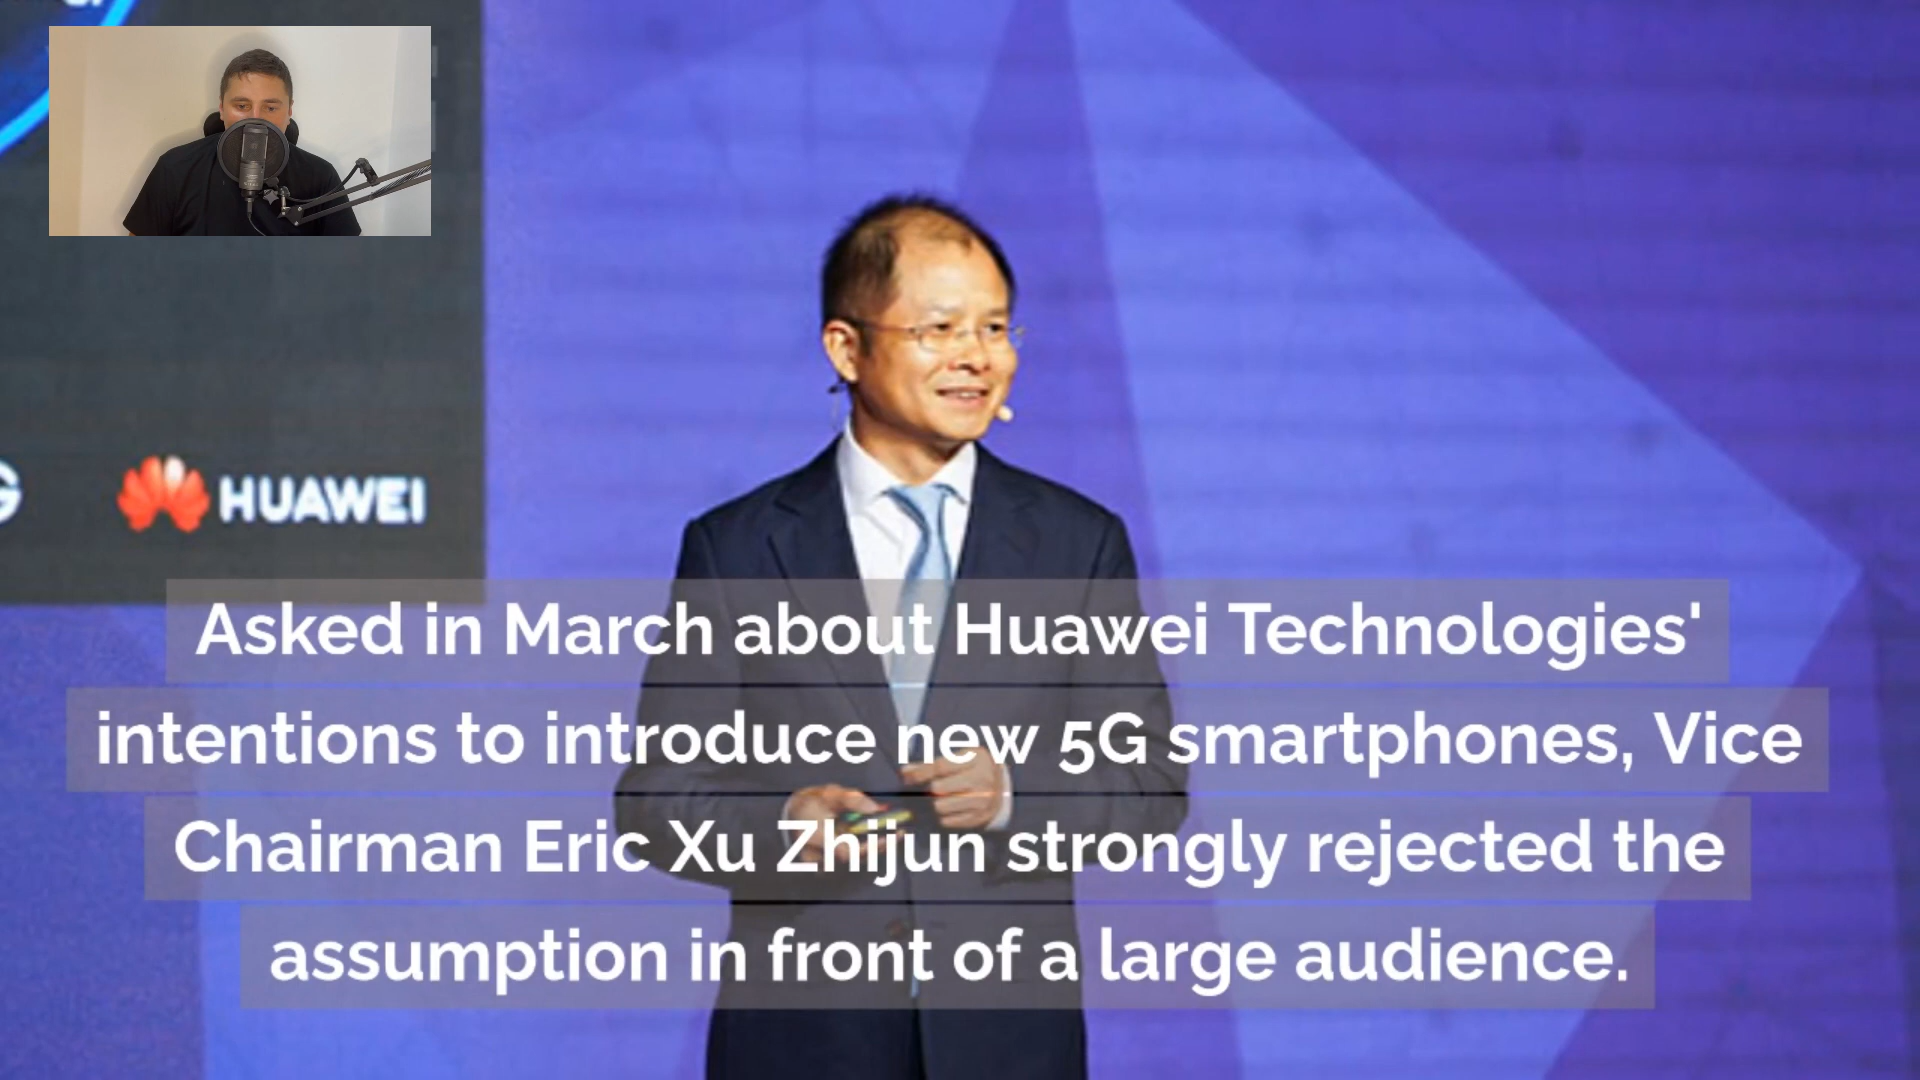 G
HUAWEI
Asked in March about Huawei Technologies'
intentions to introduce new 5G smartphones, Vice
Chairman Eric Xu Zhijun strongly rejected the
assumption in front of a large audience.